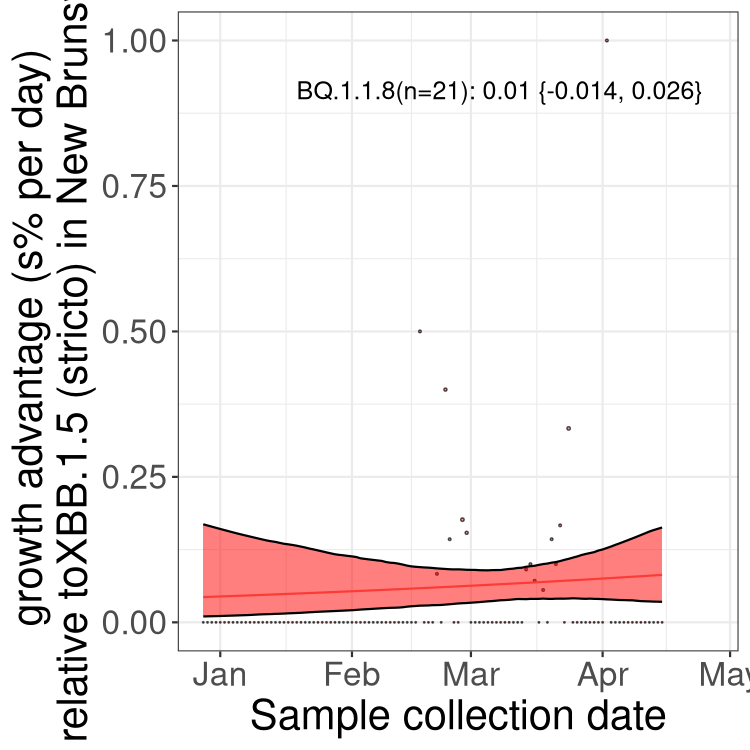 growth advantage (s% per day)
relative toXBB.1.5 (stricto) in New Bruns
1.00
0.75
0.50
0.25
0.00
BQ.1.1.8(n=21): 0.01 {-0.014, 0.026}
Jan Feb Mar Apr May
Sample collection date